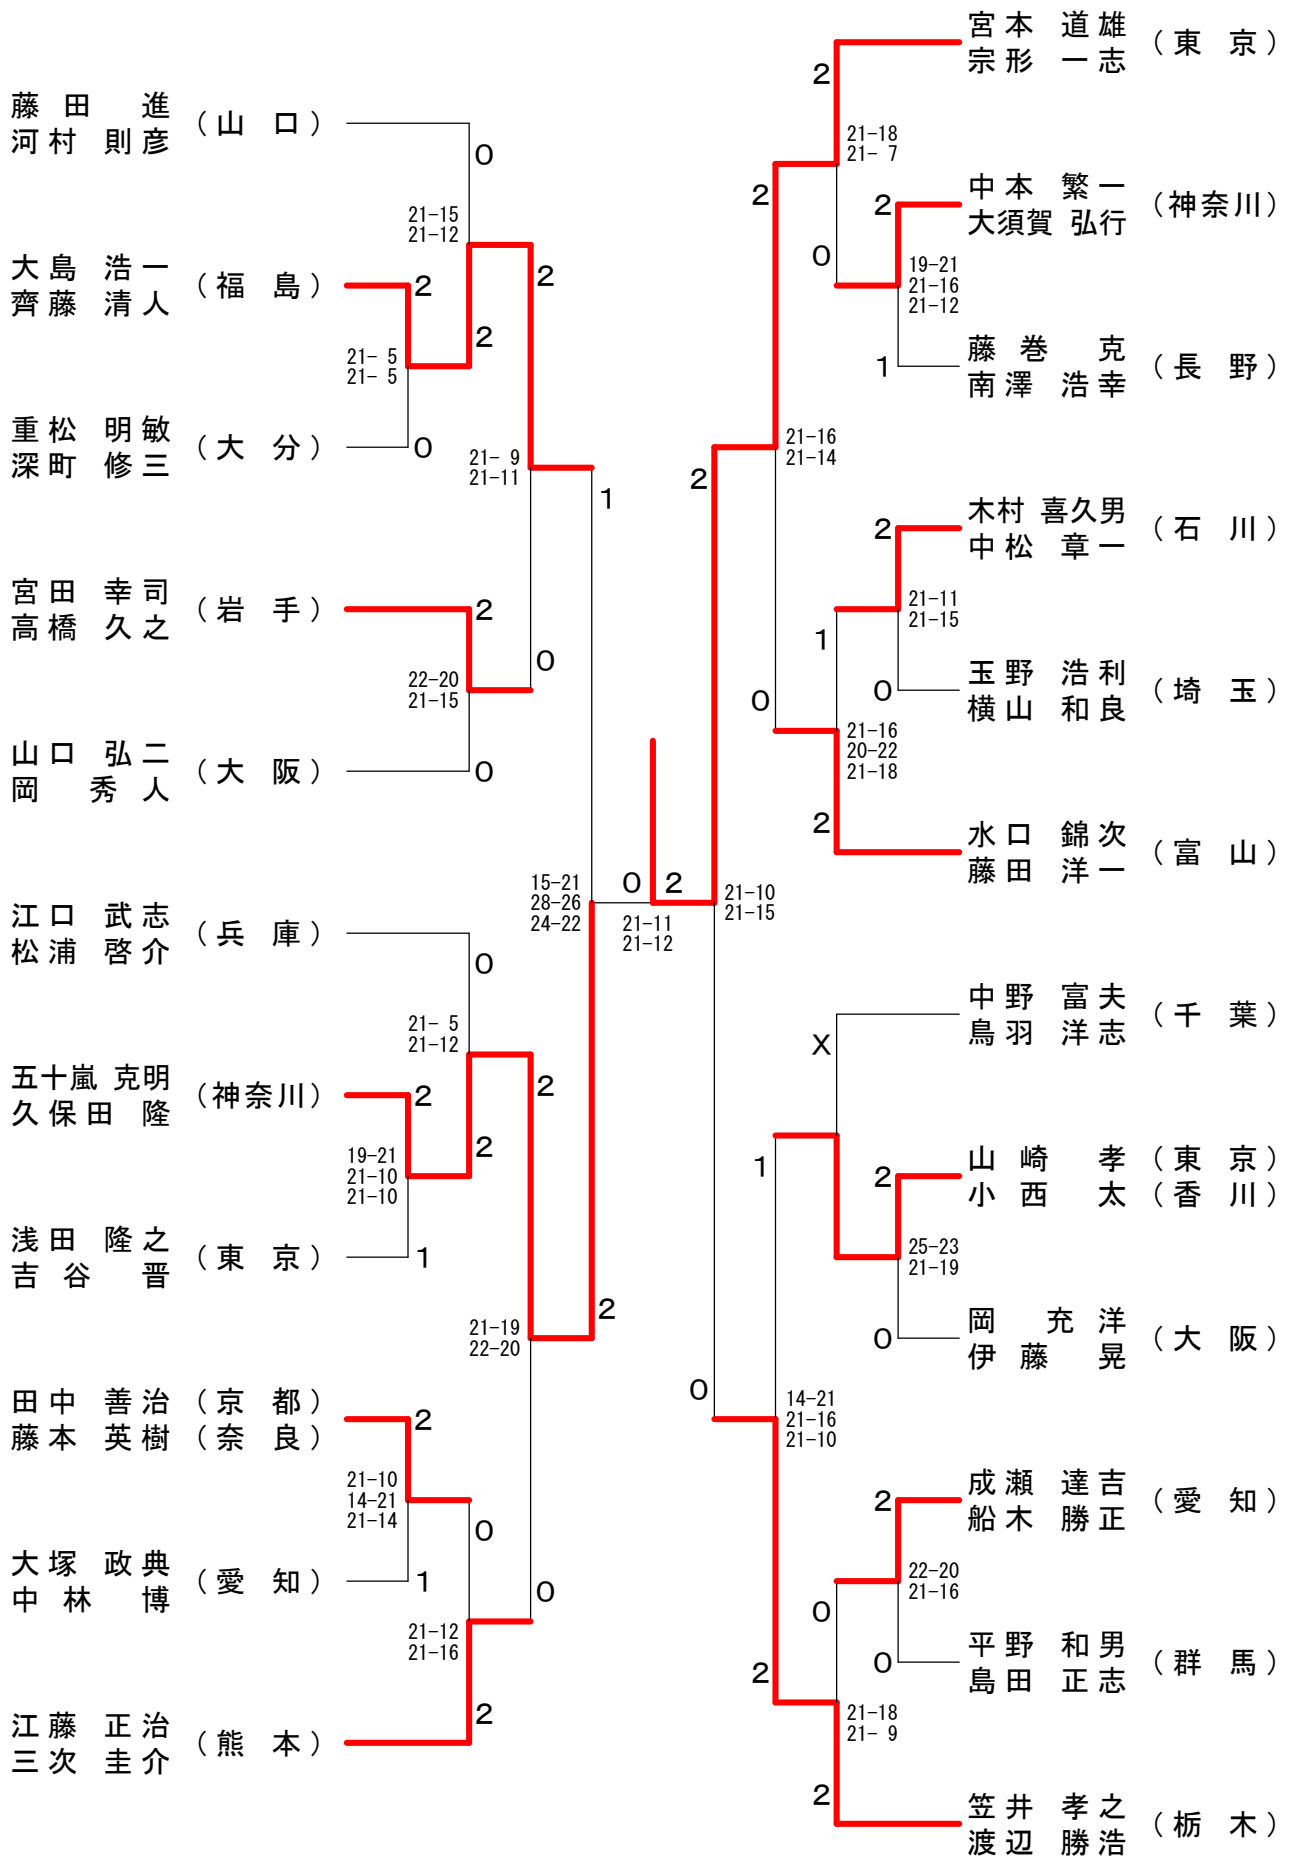 藤田 進
河村 則彦
（山口）
0
21-15
21-12
大島 浩一
齊藤 清人
（福島）
2
2
2
21- 5
21- 5
重松 明敏
深町 修三
（大分）
0
21- 9
21-11
1
宮田 幸司
高橋 久之
（岩手）
2
0
22-20
21-15
山口 弘二
岡 秀人
（大阪）
0
15-21
28-26
24-22
江口 武志
松浦 啓介
（兵庫）
0
21- 5
21-12
五十嵐 克明
久保田 隆
（神奈川）
2
2
2
19-21
21-10
21-10
浅田 隆之
吉谷 晋
（東京）
1
2
21-19
22-20
田中 善治（京都）
藤本 英樹（奈良）
2
21-10
14-21
21-14
0
大塚 政典
中林 博
（愛知）
1
0
21-12
21-16
江藤 正治
三次 圭介
（熊本）
2
0 2
21-11
21-12
宮本 道雄
宗形 一志
（東京）
2
21-18
21- 7
2
中本 繁一
大須賀 弘行
（神奈川）
2
0
19-21
21-16
21-12
藤巻 克
南澤 浩幸
（長野）
1
21-16
21-14
2
木村 喜久男
中松 章一
（石川）
2
21-11
21-15
1
玉野 浩利
横山 和良
（埼玉）
0
0
21-16
20-22
21-18
水口 錦次
藤田 洋一
（富山）
2
21-10
21-15
中野 富夫
鳥羽 洋志
（千葉）
X
山崎 孝（東京）
小西 太（香川）
2
1
25-23
21-19
岡 充洋
伊藤 晃
（大阪）
0
0
14-21
21-16
21-10
成瀬 達吉
船木 勝正
（愛知）
2
22-20
21-16
0
平野 和男
島田 正志
（群馬）
0
2
21-18
21- 9
笠井 孝之
渡辺 勝浩
（栃木）
2